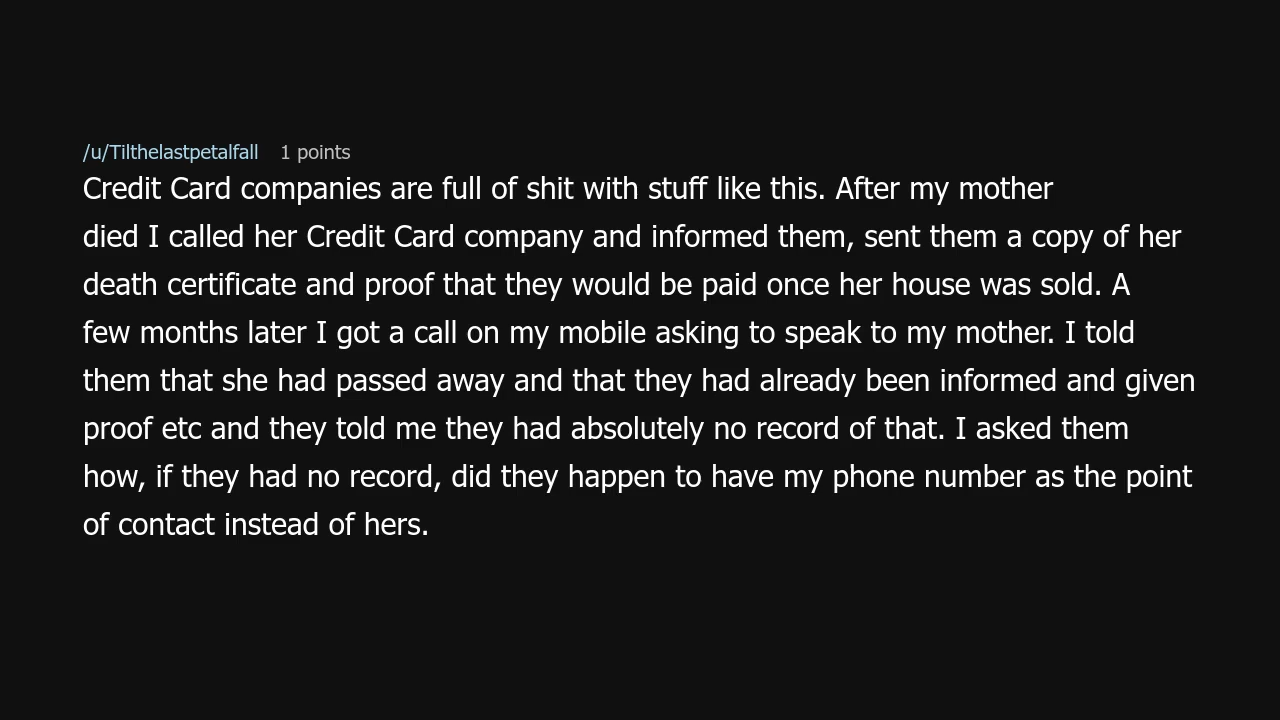 /u/Tilthelastpetalfall 1 points
Credit Card companies are full of shit with stuff like this. After my mother
died I called her Credit Card company and informed them, sent them a copy of her
death certificate and proof that they would be paid once her house was sold. A
few months later I got a call on my mobile asking to speak to my mother. I told
them that she had passed away and that they had already been informed and given
proof etc and they told me they had absolutely no record of that. I asked them
how, if they had no record, did they happen to have my phone number as the point
of contact instead of hers.